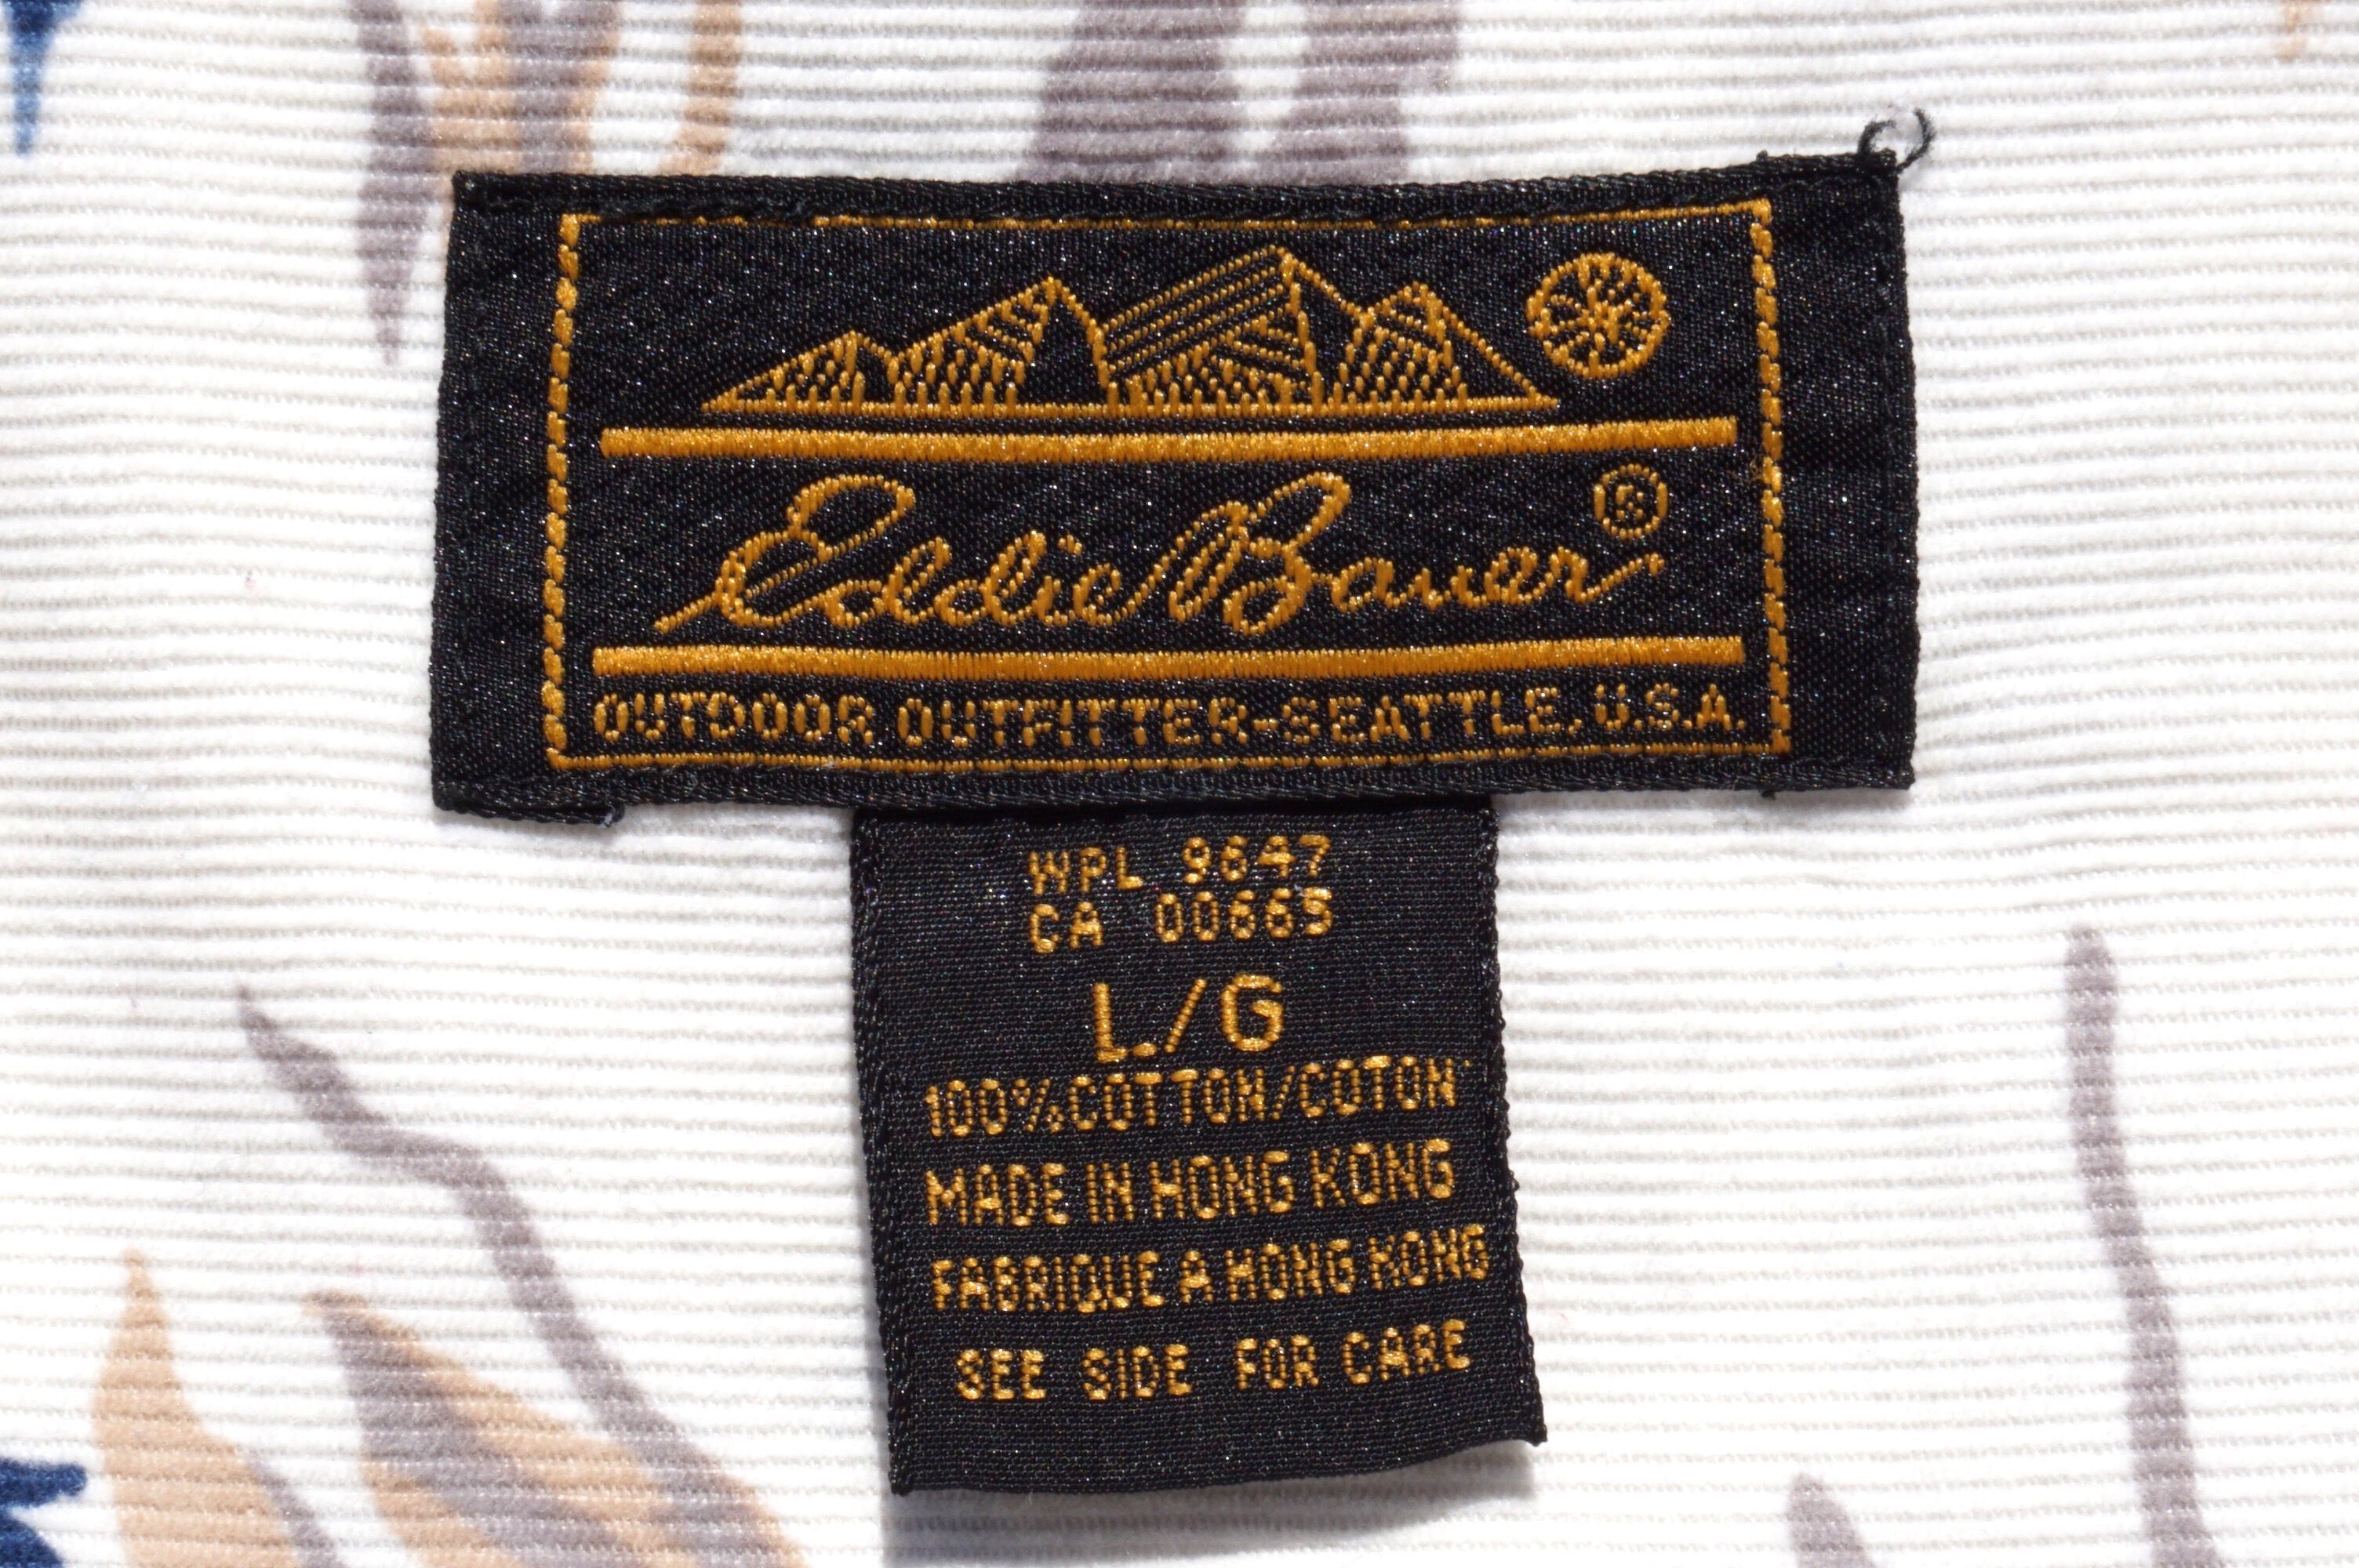 Eddie Bauer®
OUTDOOR OUTFITTER-SEATTLE, U.S.A.
WPL 9647
CA 00665
L/G
100% COTTON/COTON
MADE IN HONG KONG
FABRIQUE A HONG KONG
SEE SIDE FOR CARE